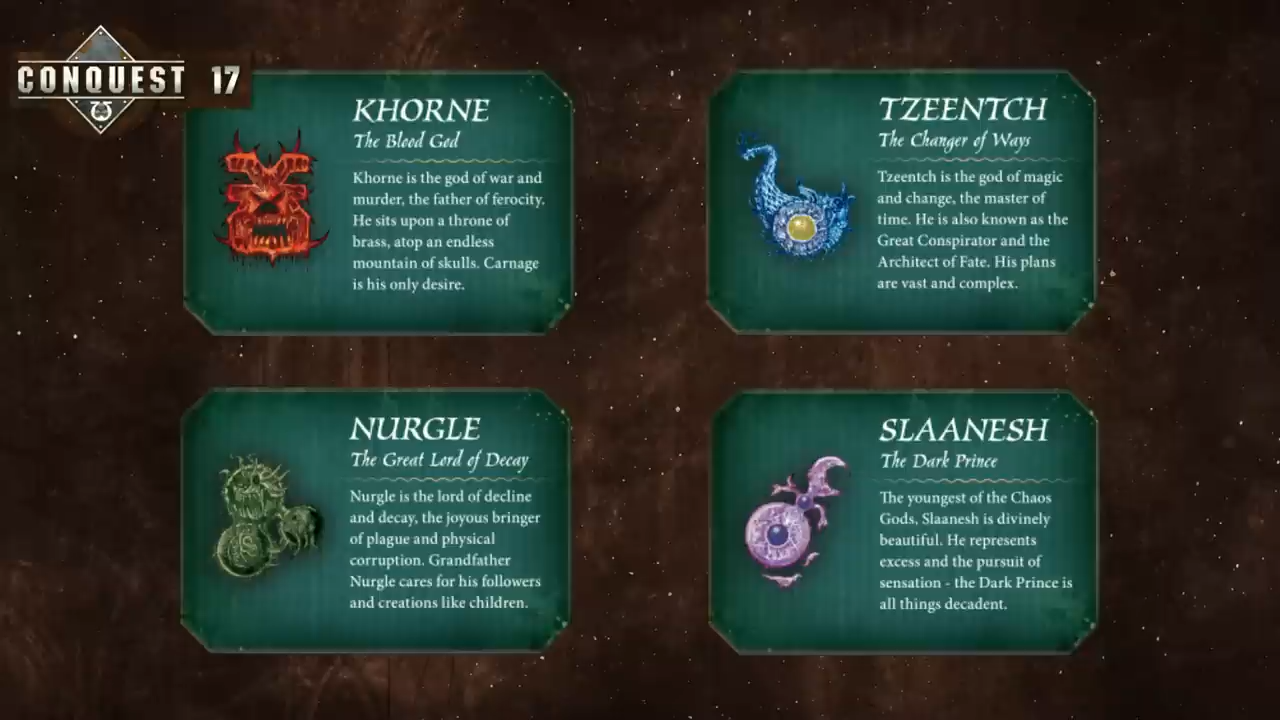 CONQUEST 17
KHORNE
The Blood God
Khorne is the god of war and
murder, the father of ferocity.
He sits upon a throne of
brass, atop an endless
mountain of skulls. Carnage
is his only desire.
TZEENTCH
The Changer of Ways
Tzeentch is the god of magic
and change, the master of
time. He is also known as the
Great Conspirator and the
Architect of Fate. His plans
are vast and complex.
NURGLE
The Great Lord of Decay
Nurgle is the lord of decline
and decay, the joyous bringer
of plague and physical
corruption. Grandfather
Nurgle cares for his followers
and creations like children.
SLAANESH
The Dark Prince
The youngest of the Chaos
Gods, Slaanesh is divinely
beautiful. He represents
excess and the pursuit of
sensation - the Dark Prince is
all things decadent.